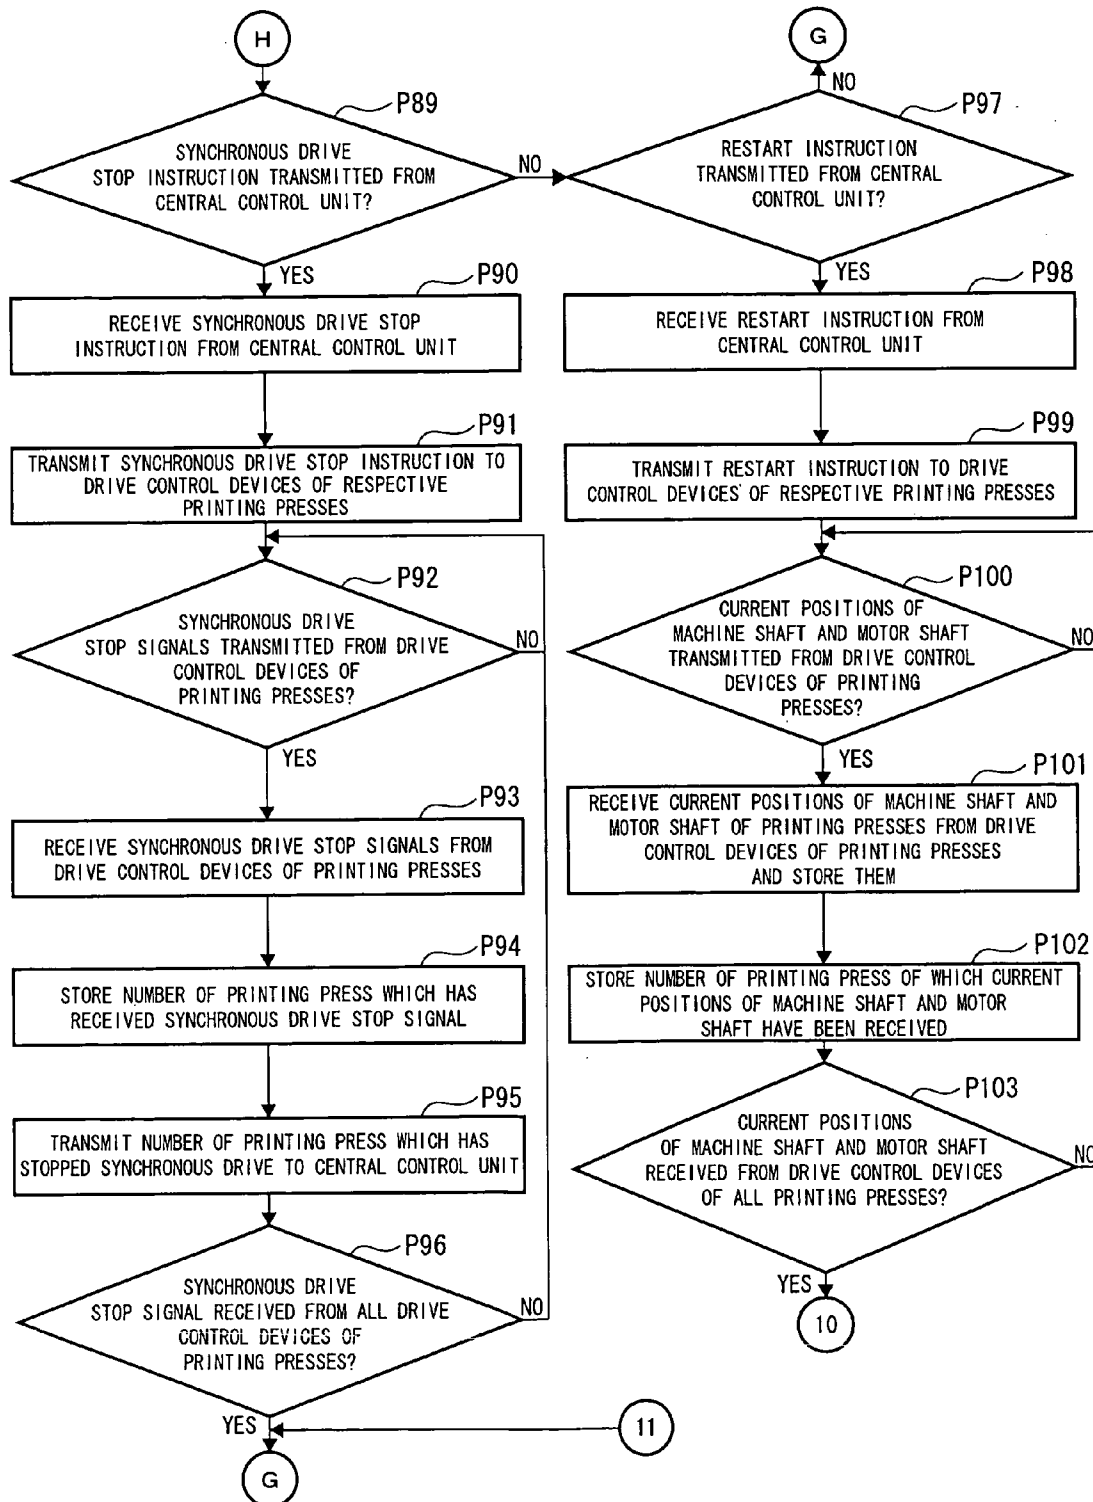 H
P89
SYNCHRONOUS DRIVE
STOP INSTRUCTION TRANSMITTED FROM
CENTRAL CONTROL UNIT?
NO
YES
P90
RECEIVE SYNCHRONOUS DRIVE STOP
INSTRUCTION FROM CENTRAL CONTROL UNIT
P91
TRANSMIT SYNCHRONOUS DRIVE STOP INSTRUCTION TO
DRIVE CONTROL DEVICES OF RESPECTIVE
PRINTING PRESSES
P92
SYNCHRONOUS DRIVE
STOP SIGNALS TRANSMITTED FROM DRIVE
CONTROL DEVICES OF
PRINTING PRESSES?
NO
YES
P93
RECEIVE SYNCHRONOUS DRIVE STOP SIGNALS FROM
DRIVE CONTROL DEVICES OF PRINTING PRESSES
P94
STORE NUMBER OF PRINTING PRESS WHICH HAS
RECEIVED SYNCHRONOUS DRIVE STOP SIGNAL
P95
TRANSMIT NUMBER OF PRINTING PRESS WHICH HAS
STOPPED SYNCHRONOUS DRIVE TO CENTRAL CONTROL UNIT
P96
SYNCHRONOUS DRIVE
STOP SIGNAL RECEIVED FROM ALL DRIVE
CONTROL DEVICES OF
PRINTING PRESSES?
NO
YES
11
G
G
NO
P97
RESTART INSTRUCTION
TRANSMITTED FROM CENTRAL
CONTROL UNIT?
YES
P98
RECEIVE RESTART INSTRUCTION FROM
CENTRAL CONTROL UNIT
P99
TRANSMIT RESTART INSTRUCTION TO DRIVE
CONTROL DEVICES OF RESPECTIVE PRINTING PRESSES
P100
CURRENT POSITIONS OF
MACHINE SHAFT AND MOTOR SHAFT
TRANSMITTED FROM DRIVE CONTROL
DEVICES OF PRINTING
PRESSES?
NO
YES
P101
RECEIVE CURRENT POSITIONS OF MACHINE SHAFT AND
MOTOR SHAFT OF PRINTING PRESSES FROM DRIVE
CONTROL DEVICES OF PRINTING PRESSES
AND STORE THEM
P102
STORE NUMBER OF PRINTING PRESS OF WHICH CURRENT
POSITIONS OF MACHINE SHAFT AND MOTOR
SHAFT HAVE BEEN RECEIVED
P103
CURRENT POSITIONS
OF MACHINE SHAFT AND MOTOR SHAFT
RECEIVED FROM DRIVE CONTROL DEVICES
OF ALL PRINTING PRESSES?
NO
YES
10